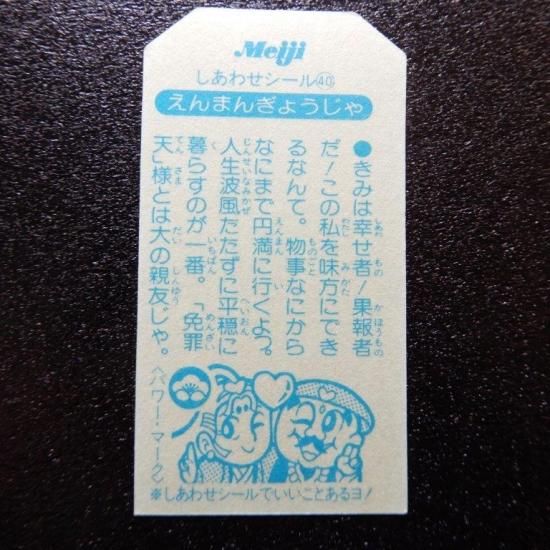 Meiji
しあわせシール㊵
えんまんぎょうじゃ
●きみは幸せ者!果報者
だ!この私を味方にでき
るなんて。物事なにから
なにまで円満に行くよっ。
人生波風たたずに平穏に
暮らすのが一番。「免罪
天」様とは大の親友じゃ。
〈パワー・マーク〉
※しあわせシールでいいことあるヨ!